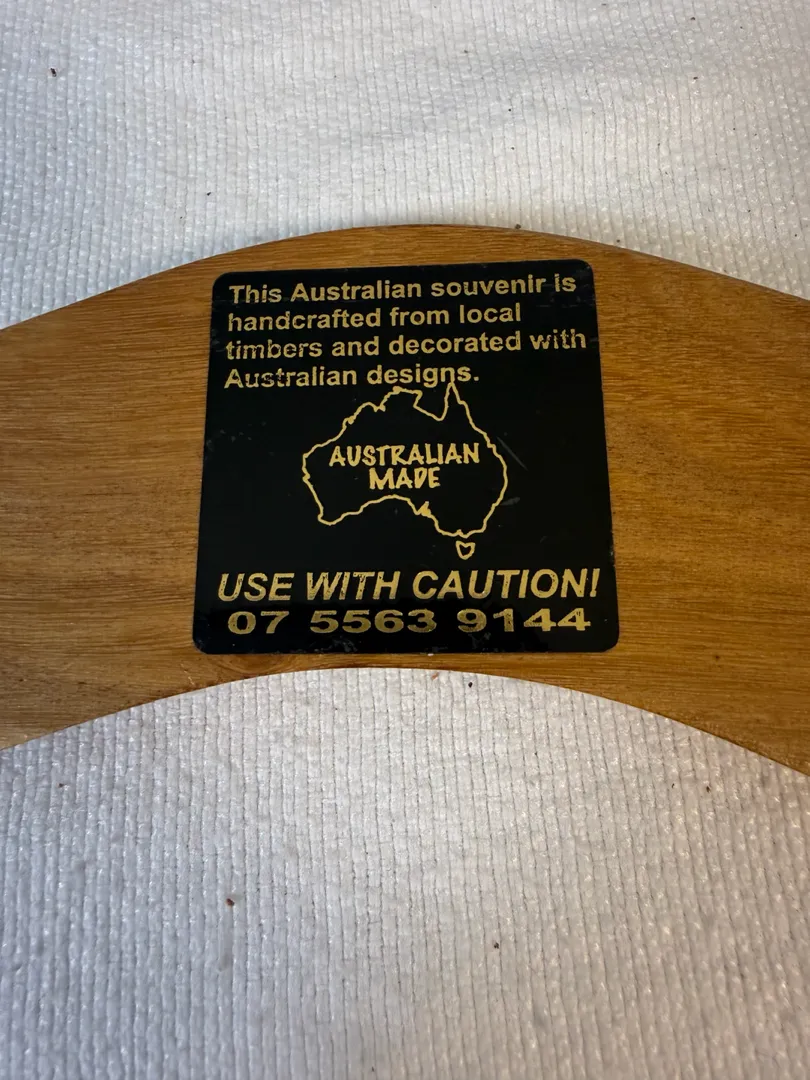 This Australian souvenir is
handcrafted from local
timbers and decorated with
Australian designs.
AUSTRALIAN
MADE
USE WITH CAUTION!
07 5563 9144